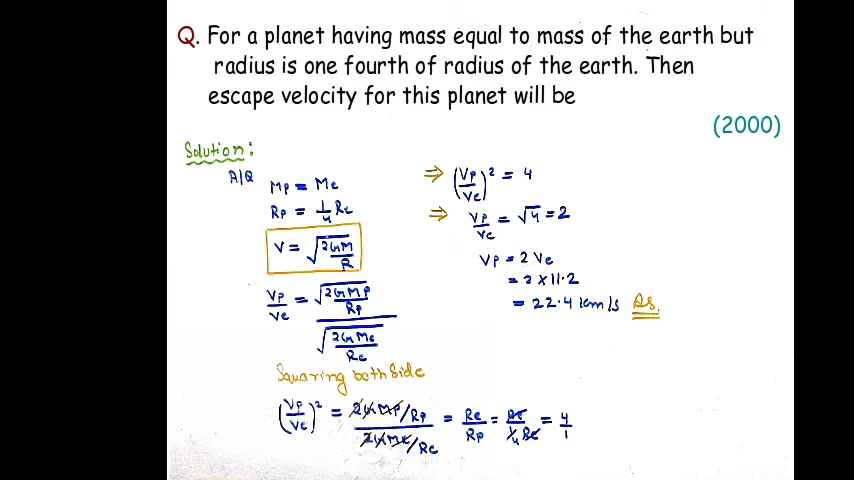 Q. For a planet having mass equal to mass of the earth but
radius is one fourth of radius of the earth. Then
escape velocity for this planet will be
(2000)
Solution:
A/Q
Mp = Me
Rp = 1/4 Re
V = √(2GM/R)
Vp/Ve = √(2GMp/Rp) / √(2GMe/Re)
Squaring both Side
(Vp/Ve)² = (2GMp/Rp) / (2GMe/Re) = Re/Rp = Re/(1/4 Re) = 4/1
⇒ (Vp/Ve)² = 4
⇒ Vp/Ve = √4 = 2
Vp = 2 Ve
= 2 × 11.2
= 22.4 km/s As.